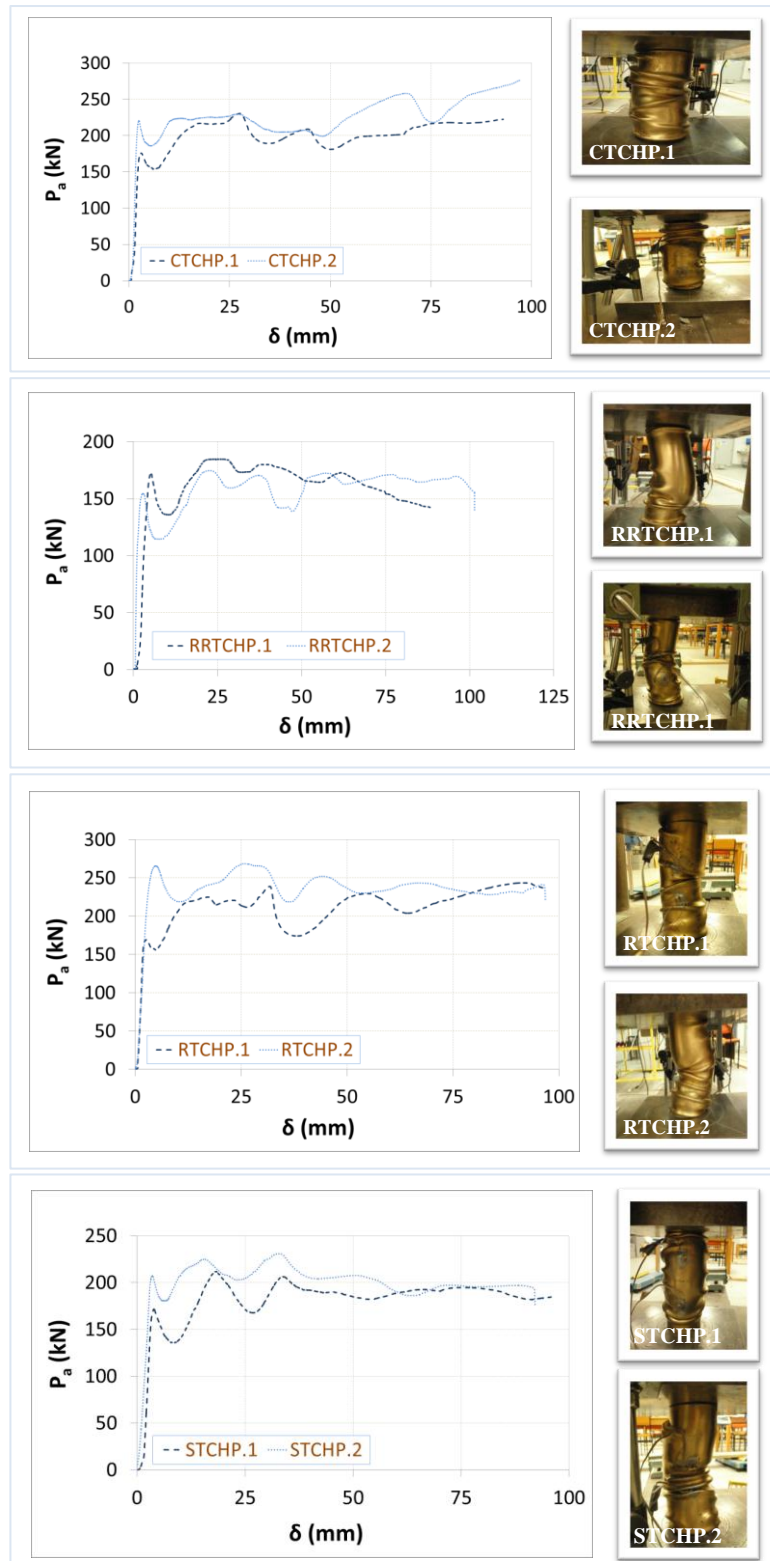 300
250
200
150
100
50
0
P_a (kN)
CTCHP.1 CTCHP.2
0 25 50 75 100
δ (mm)
CTCHP.1
CTCHP.2
200
150
100
50
0
P_a (kN)
RRTCHP.1 RRTCHP.2
0 25 50 75 100 125
δ (mm)
RRTCHP.1
RRTCHP.1
300
250
200
150
100
50
0
P_a (kN)
RTCHP.1 RTCHP.2
0 25 50 75 100
δ (mm)
RTCHP.1
RTCHP.2
250
200
150
100
50
0
P_a (kN)
STCHP.1 STCHP.2
0 25 50 75 100
δ (mm)
STCHP.1
STCHP.2